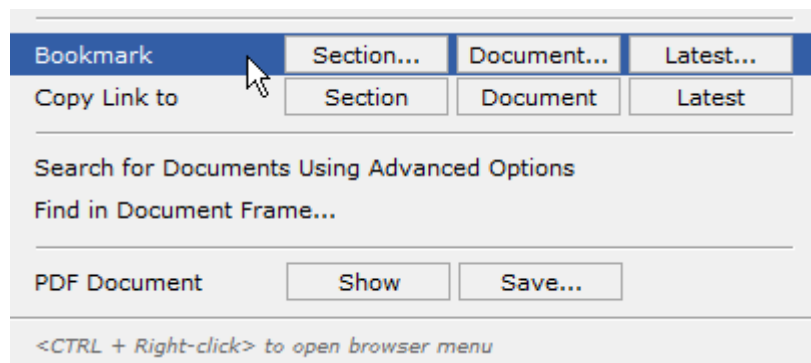 Bookmark Section... Document... Latest...
Copy Link to Section Document Latest
Search for Documents Using Advanced Options
Find in Document Frame...
PDF Document Show Save...
<CTRL + Right-click> to open browser menu